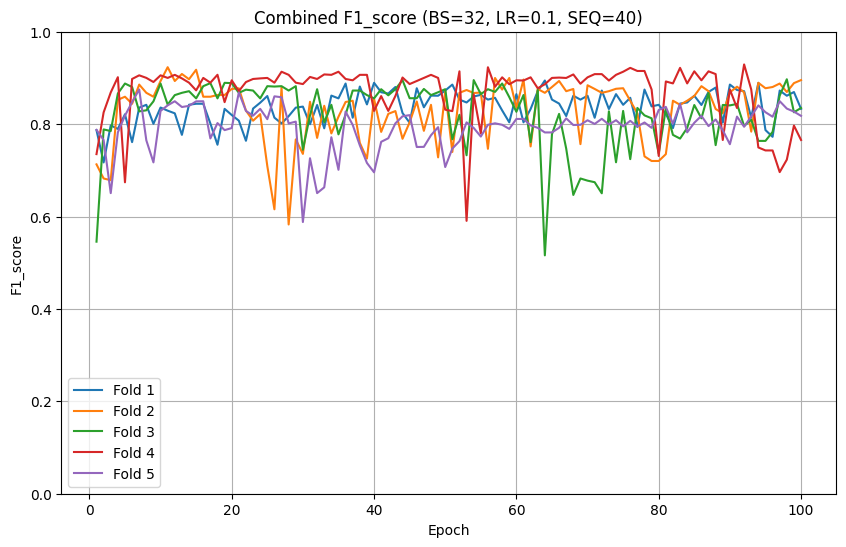 Combined F1_score (BS=32, LR=0.1, SEQ=40)
1.0
0.8
0.6
0.4
0.2
0.0
F1_score
Fold 1
Fold 2
Fold 3
Fold 4
Fold 5
0 20 40 60 80 100
Epoch